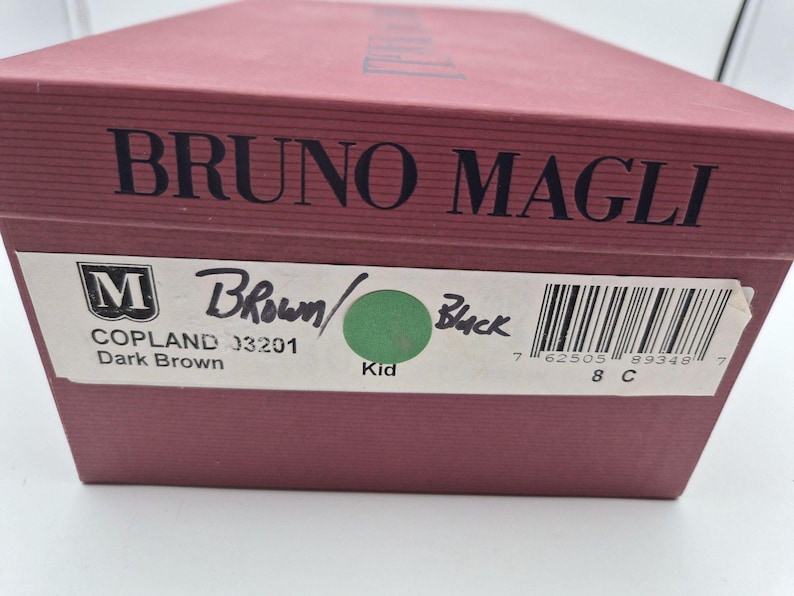 BRUNO MAGLI
M
BROWN/ Black
COPLAND 03201
Dark Brown
Kid
7 62505 89348 7
8 C